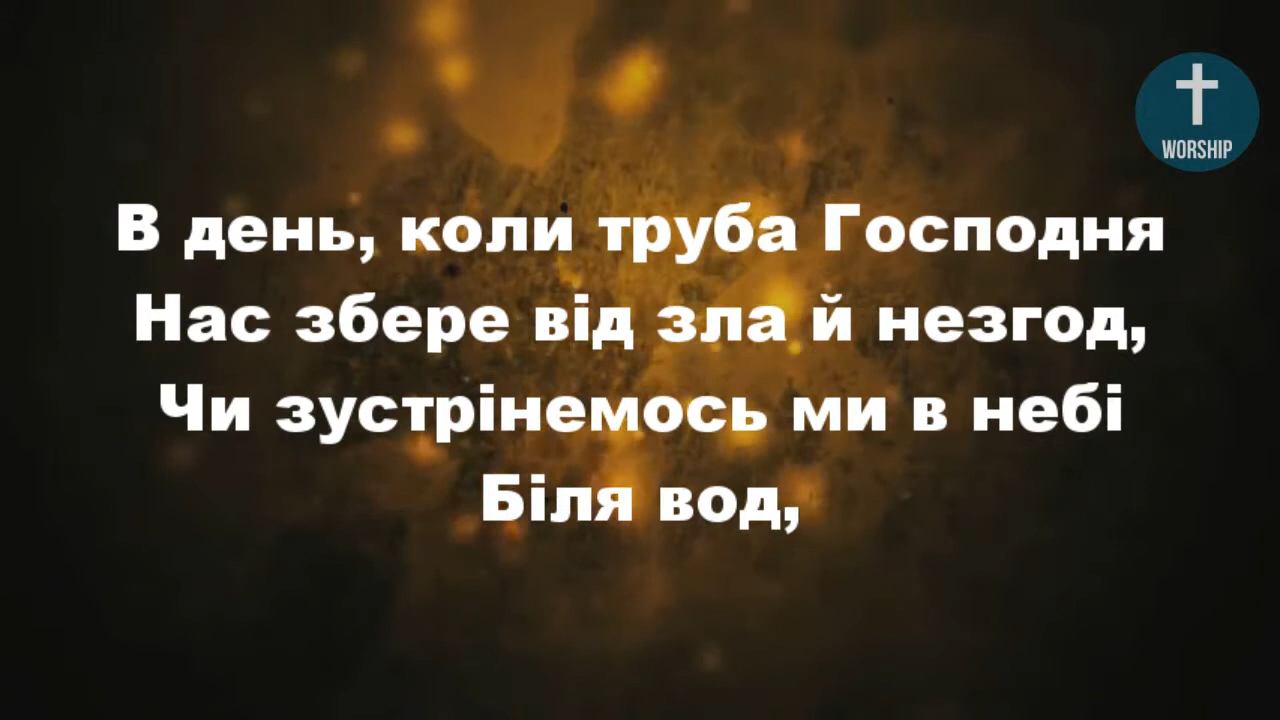 WORSHIP
В день, коли труба Господня
Нас збере від зла й незгод,
Чи зустрінемось ми в небі
Біля вод,